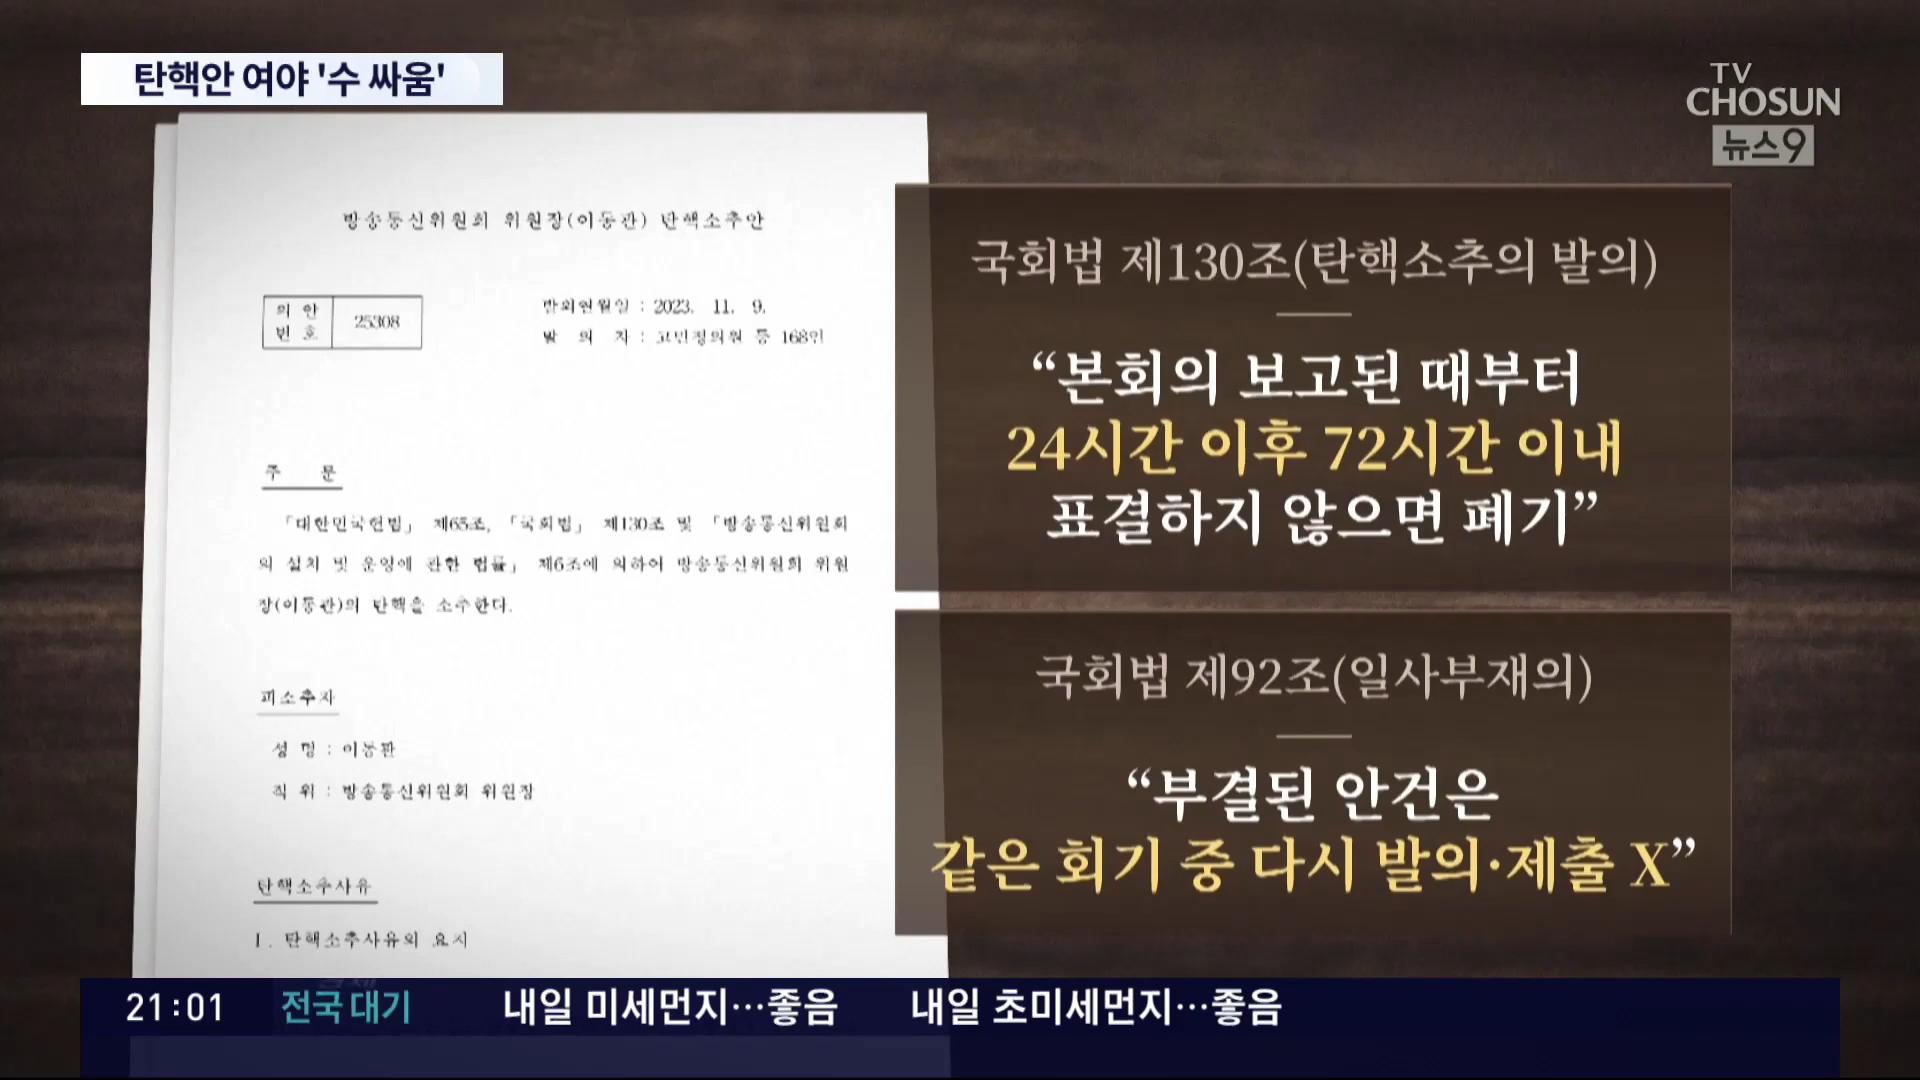 탄핵안 여야 '수 싸움'
TV
CHOSUN
뉴스9
방송통신위원회 위원장(이동관) 탄핵소추안
의 안
번 호
25308
발의연월일 : 2023. 11. 9.
발 의 자 : 고민정의원 등 168인
주 문
「대한민국헌법」 제65조, 「국회법」 제130조 및 「방송통신위원회
의 설치 및 운영에 관한 법률」 제6조에 의하여 방송통신위원회 위원
장(이동관)의 탄핵을 소추한다.
피소추자
성 명 : 이동관
직 위 : 방송통신위원회 위원장
탄핵소추사유
1. 탄핵소추사유의 요지
국회법 제130조(탄핵소추의 발의)
“본회의 보고된 때부터
24시간 이후 72시간 이내
표결하지 않으면 폐기”
국회법 제92조(일사부재의)
“부결된 안건은
같은 회기 중 다시 발의·제출 X”
21:01 전국 대기 내일 미세먼지…좋음 내일 초미세먼지…좋음